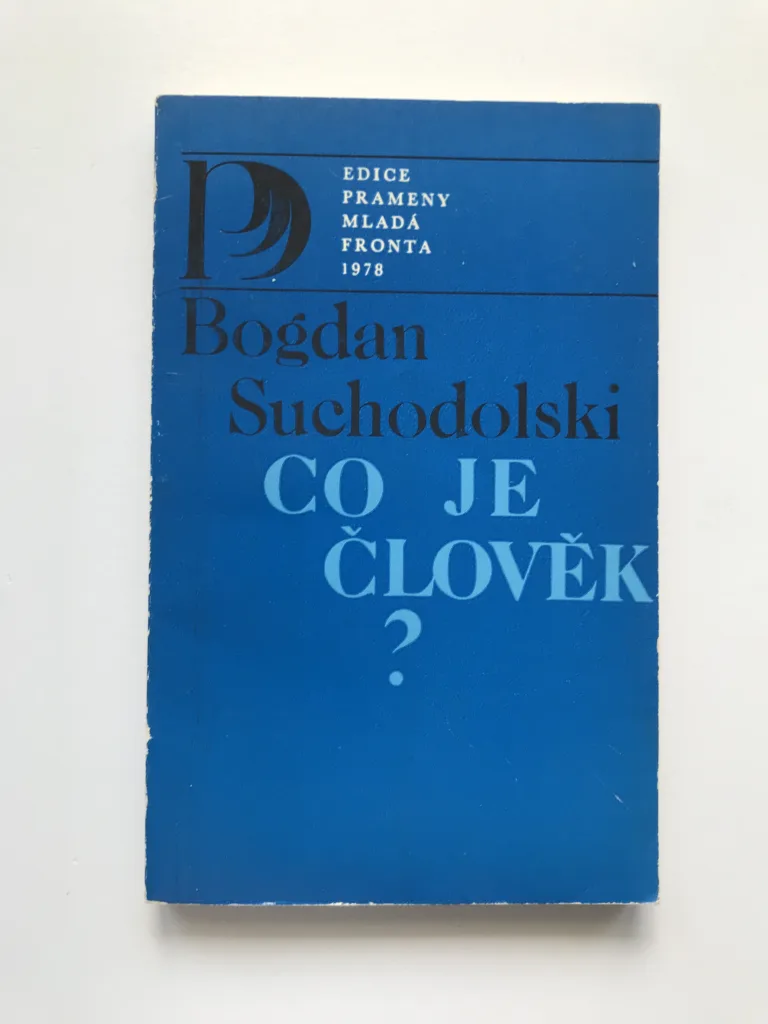 P
EDICE
PRAMENY
MLADÁ
FRONTA
1978
Bogdan
Suchodolski
CO JE
ČLOVĚK
?